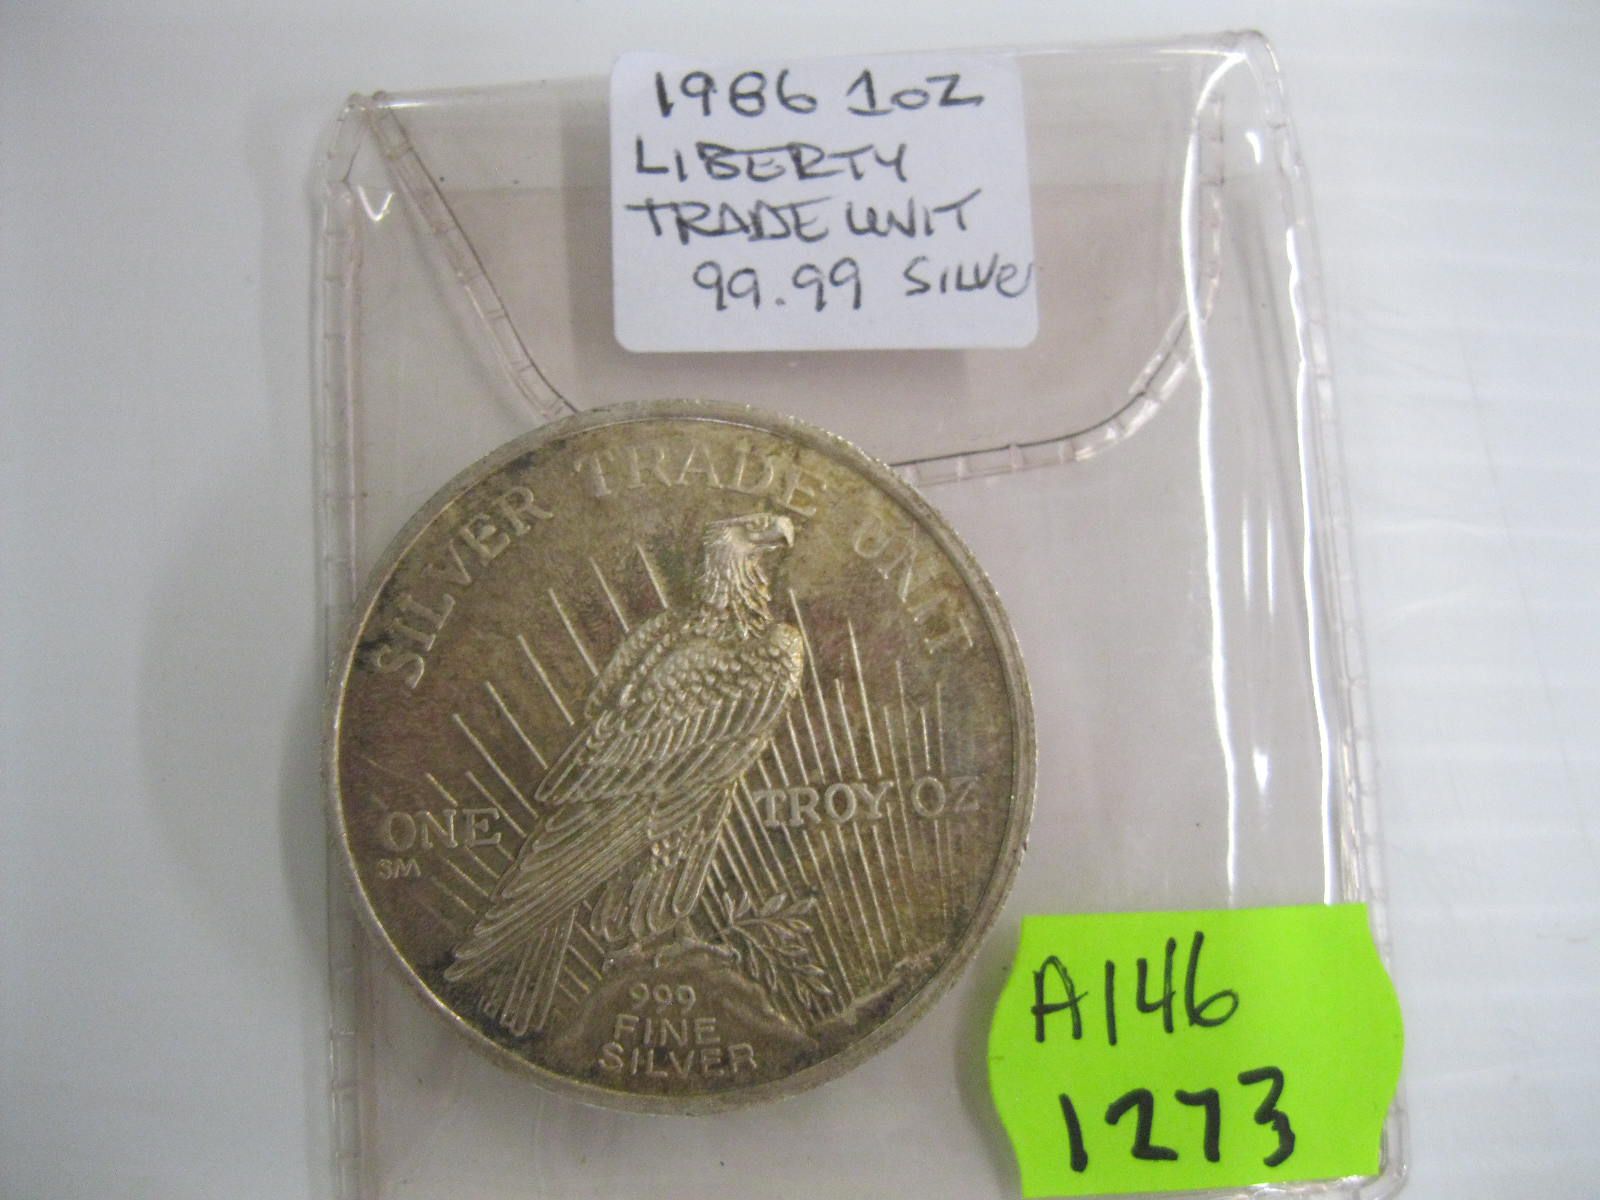 1986 1oz
LIBERTY
TRADE UNIT
99.99 SILVER
SILVER TRADE UNIT
ONE TROY OZ
SM
999
FINE
SILVER
A146
1273